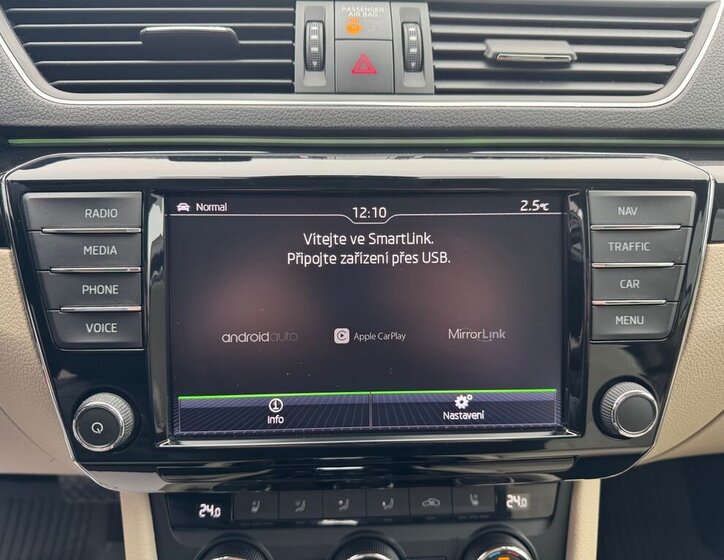 PASSENGER
AIR BAG
RADIO
MEDIA
PHONE
VOICE
Normal
12:10
2.5°C
Vítejte ve SmartLink.
Připojte zařízení přes USB.
androidauto
Apple CarPlay
MirrorLink
Info
Nastavení
NAV
TRAFFIC
CAR
MENU
24.0
24.0